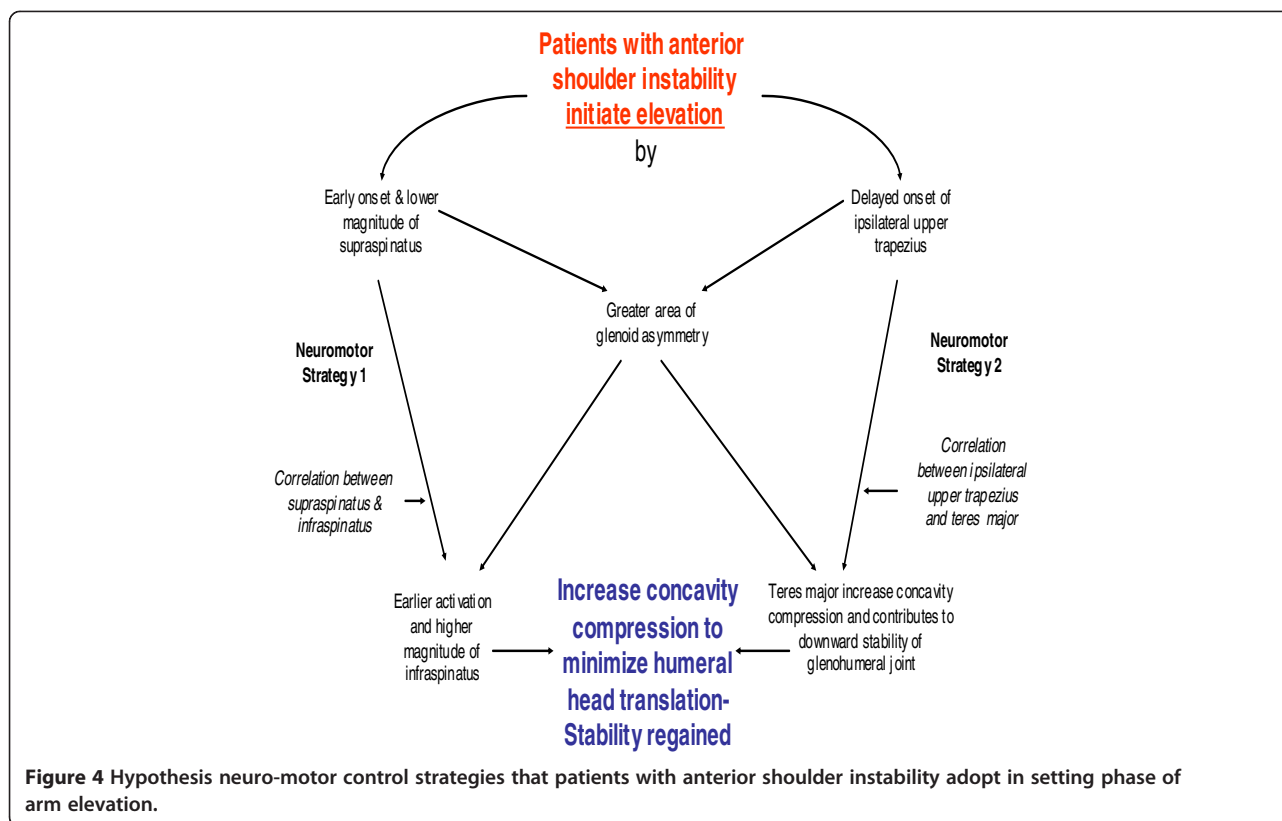 Patients with anterior
shoulder instability
initiate elevation
by
Early onset & lower
magnitude of
supraspinatus
Delayed onset of
ipsilateral upper
trapezius
Greater area of
glenoid asymmetry
Neuromotor
Strategy 1
Neuromotor
Strategy 2
Correlation between
supraspinatus &
infraspinatus
Correlation
between ipsilateral
upper trapezius
and teres major
Earlier activation
and higher
magnitude of
infraspinatus
Increase concavity
compression to
minimize humeral
head translation-
Stability regained
Teres major increase concavity
compression and contributes to
downward stability of
glenohumeral joint
Figure 4 Hypothesis neuro-motor control strategies that patients with anterior shoulder instability adopt in setting phase of
arm elevation.